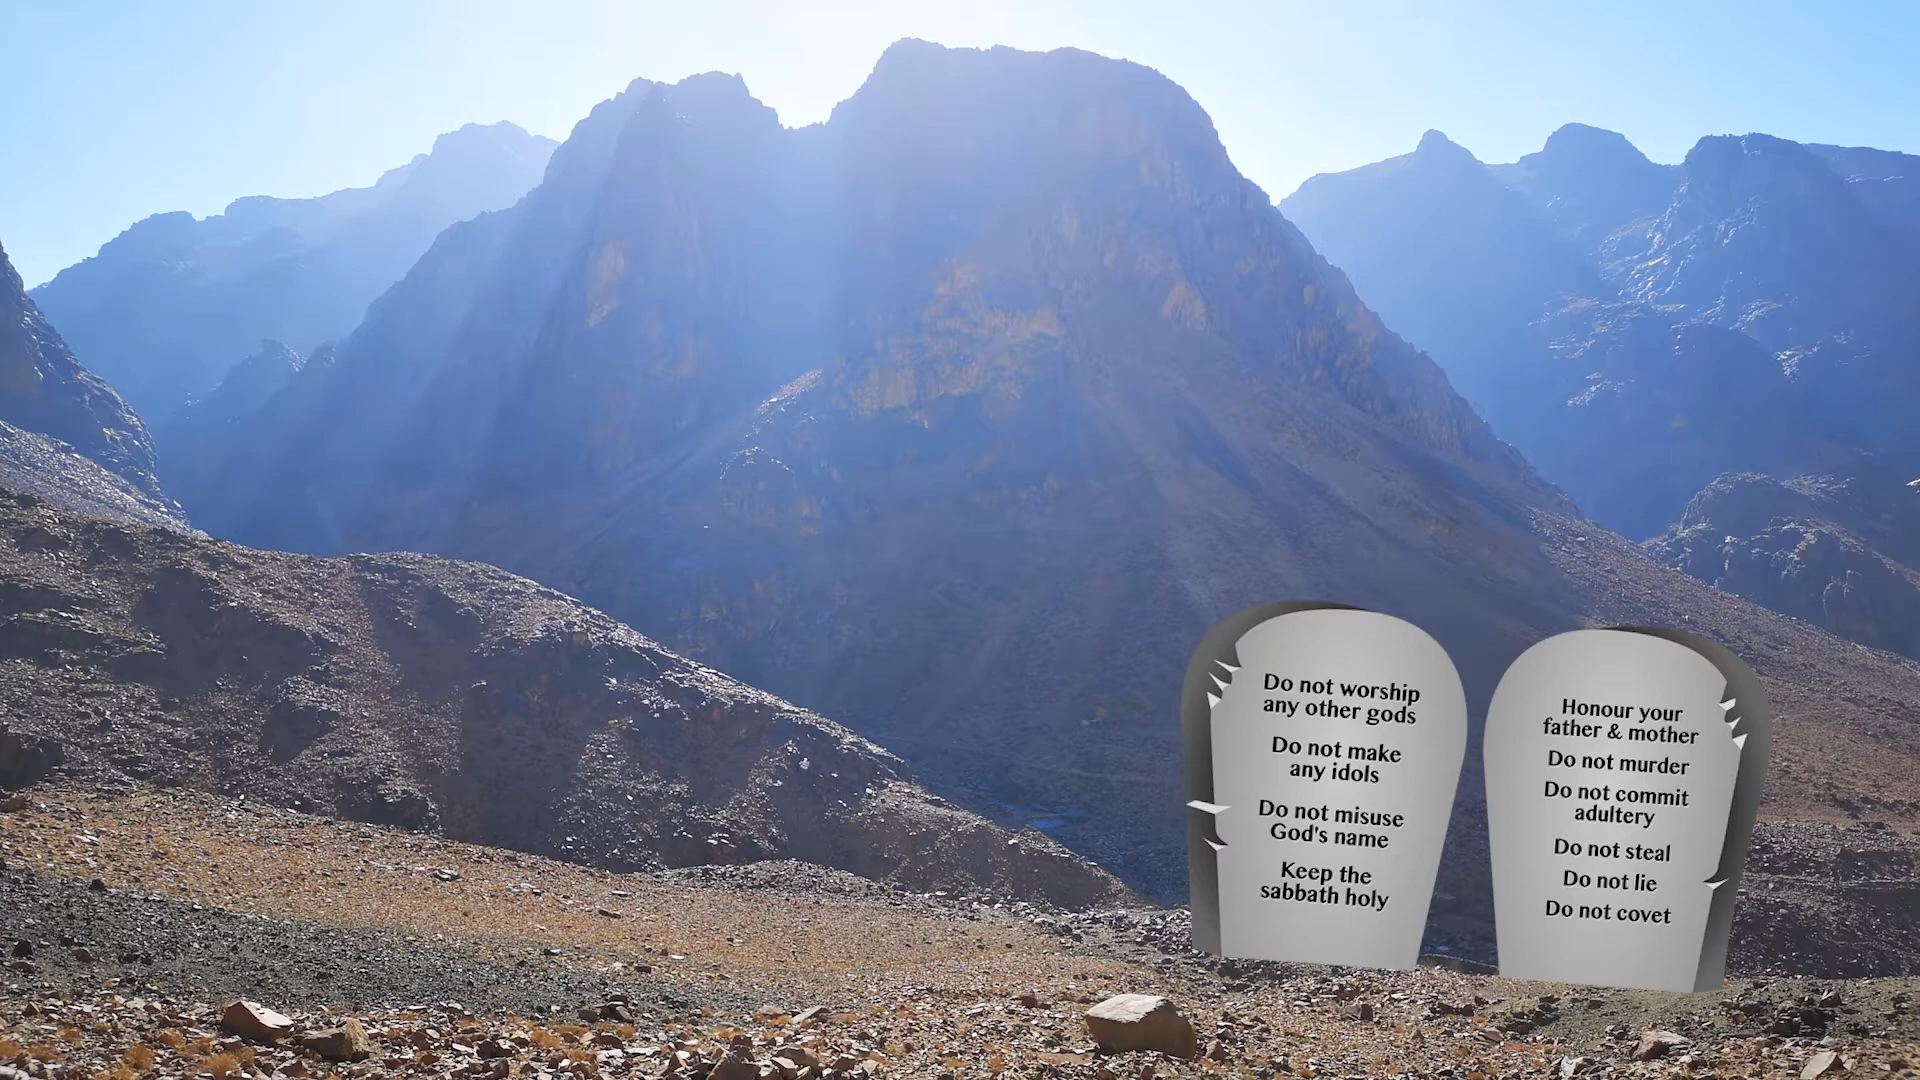 Do not worship
any other gods
Do not make
any idols
Do not misuse
God's name
Keep the
sabbath holy
Honour your
father & mother
Do not murder
Do not commit
adultery
Do not steal
Do not lie
Do not covet